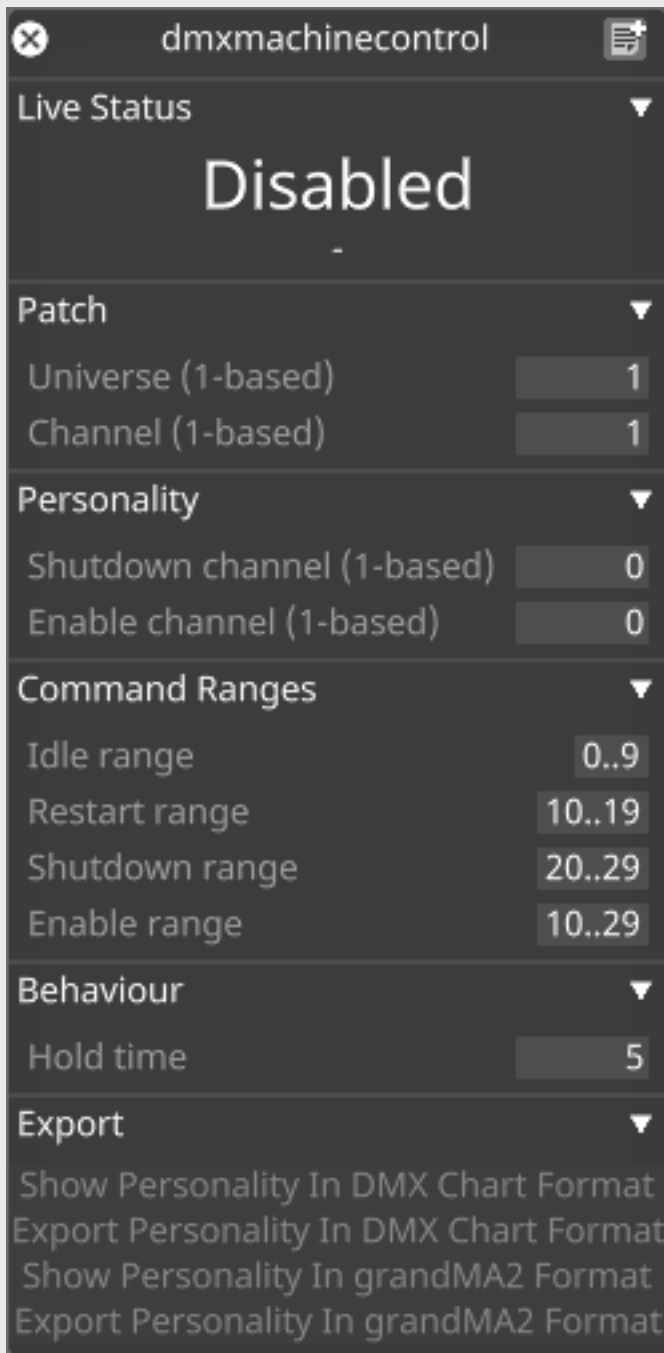 dmxmachinecontrol
Live Status
Disabled
-
Patch
Universe (1-based) 1
Channel (1-based) 1
Personality
Shutdown channel (1-based) 0
Enable channel (1-based) 0
Command Ranges
Idle range 0..9
Restart range 10..19
Shutdown range 20..29
Enable range 10..29
Behaviour
Hold time 5
Export
Show Personality In DMX Chart Format
Export Personality In DMX Chart Format
Show Personality In grandMA2 Format
Export Personality In grandMA2 Format